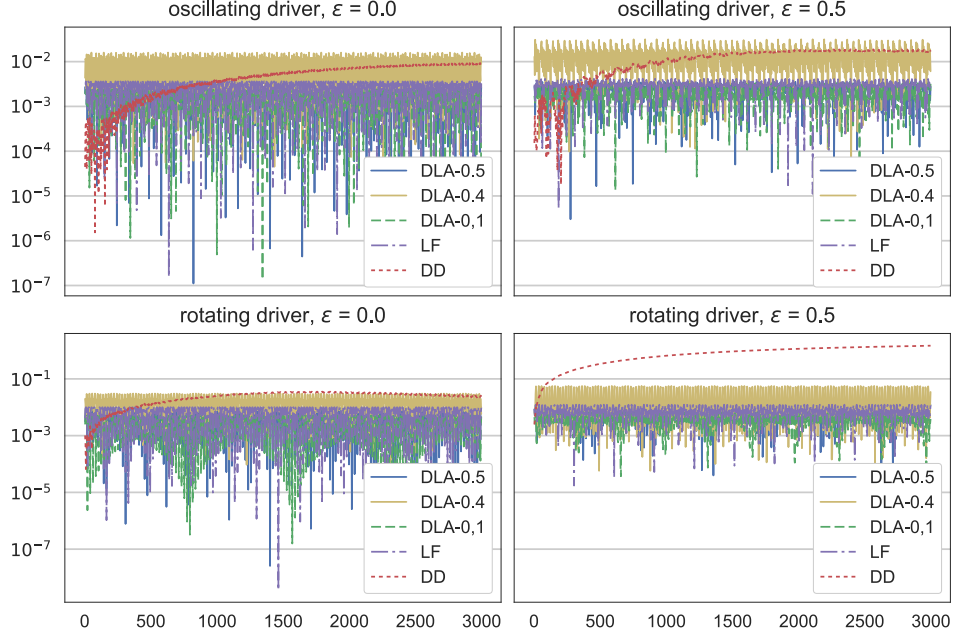 oscillating driver, ε = 0.0
oscillating driver, ε = 0.5
10⁻²
10⁻³
10⁻⁴
10⁻⁵
10⁻⁶
10⁻⁷
DLA-0.5
DLA-0.4
DLA-0,1
LF
DD
DLA-0.5
DLA-0.4
DLA-0,1
LF
DD
rotating driver, ε = 0.0
rotating driver, ε = 0.5
10⁻¹
10⁻³
10⁻⁵
10⁻⁷
DLA-0.5
DLA-0.4
DLA-0,1
LF
DD
DLA-0.5
DLA-0.4
DLA-0,1
LF
DD
0 500 1000 1500 2000 2500 3000
0 500 1000 1500 2000 2500 3000